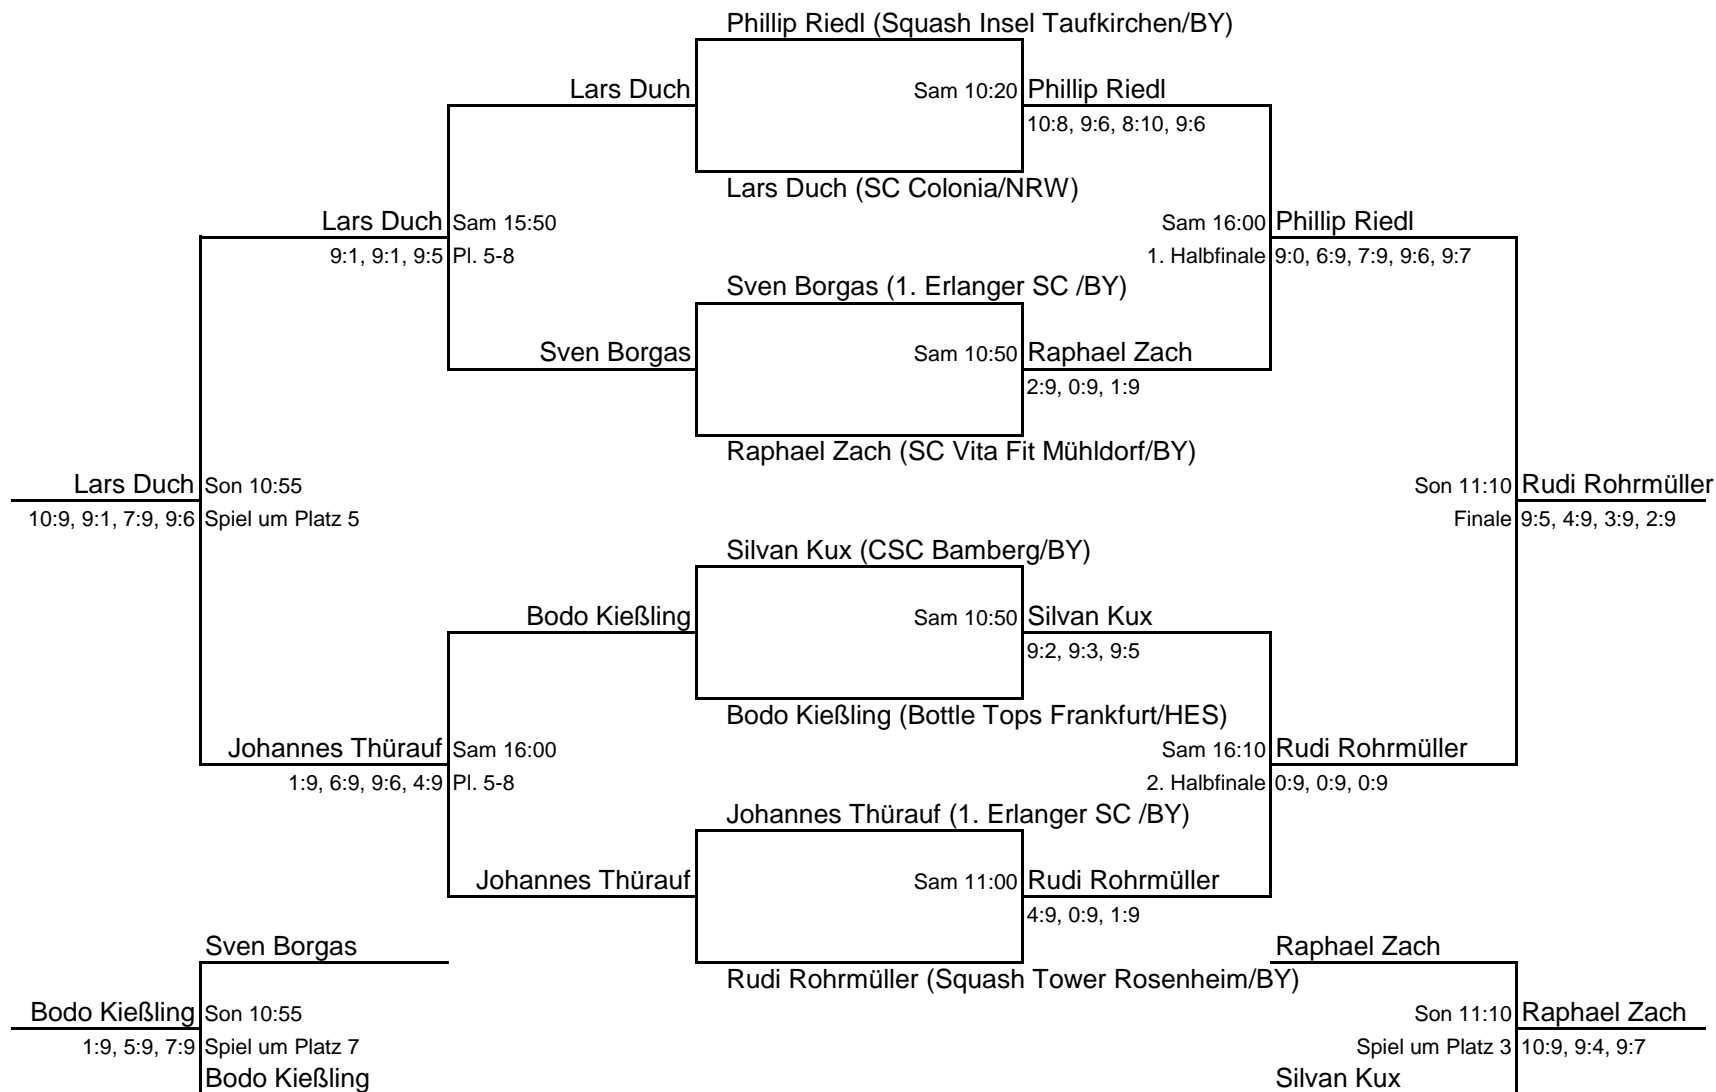 Phillip Riedl (Squash Insel Taufkirchen/BY)
Lars Duch
Sam 10:20 Phillip Riedl
10:8, 9:6, 8:10, 9:6
Lars Duch (SC Colonia/NRW)
Lars Duch Sam 15:50
9:1, 9:1, 9:5 Pl. 5-8
Sam 16:00 Phillip Riedl
1. Halbfinale 9:0, 6:9, 7:9, 9:6, 9:7
Sven Borgas (1. Erlanger SC /BY)
Sven Borgas
Sam 10:50 Raphael Zach
2:9, 0:9, 1:9
Raphael Zach (SC Vita Fit Mühldorf/BY)
Lars Duch Son 10:55
10:9, 9:1, 7:9, 9:6 Spiel um Platz 5
Son 11:10 Rudi Rohrmüller
Finale 9:5, 4:9, 3:9, 2:9
Silvan Kux (CSC Bamberg/BY)
Bodo Kießling
Sam 10:50 Silvan Kux
9:2, 9:3, 9:5
Bodo Kießling (Bottle Tops Frankfurt/HES)
Johannes Thürauf Sam 16:00
1:9, 6:9, 9:6, 4:9 Pl. 5-8
Sam 16:10 Rudi Rohrmüller
2. Halbfinale 0:9, 0:9, 0:9
Johannes Thürauf (1. Erlanger SC /BY)
Johannes Thürauf
Sam 11:00 Rudi Rohrmüller
4:9, 0:9, 1:9
Rudi Rohrmüller (Squash Tower Rosenheim/BY)
Sven Borgas
Bodo Kießling Son 10:55
1:9, 5:9, 7:9 Spiel um Platz 7
Bodo Kießling
Raphael Zach
Son 11:10 Raphael Zach
Spiel um Platz 3 10:9, 9:4, 9:7
Silvan Kux